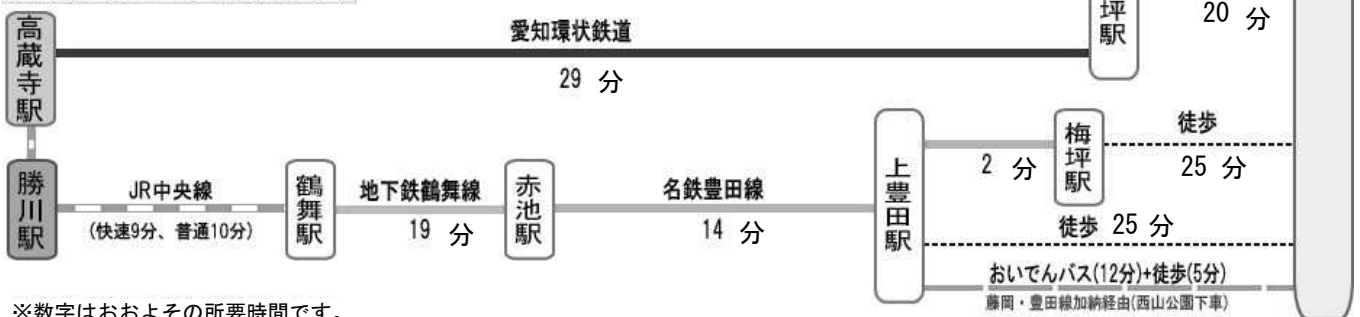 坪駅
20 分
高蔵寺駅
愛知環状鉄道
29 分
勝川駅
JR中央線
(快速9分、普通10分)
鶴舞駅
地下鉄鶴舞線
19 分
赤池駅
名鉄豊田線
14 分
上豊田駅
2 分
梅坪駅
徒歩
25 分
徒歩 25 分
おいでんバス(12分)+徒歩(5分)
藤岡・豊田線加納経由(西山公園下車)
※数字はおおよその所要時間です。